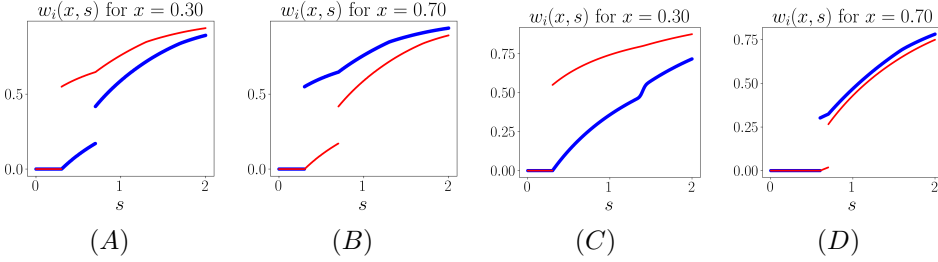 w_i(x, s) for x = 0.30
w_i(x, s) for x = 0.70
w_i(x, s) for x = 0.30
w_i(x, s) for x = 0.70
0.5
0.0
0 1 2
s
0.5
0.0
0 1 2
s
0.75
0.50
0.25
0.00
0 1 2
s
0.75
0.50
0.25
0.00
0 1 2
s
(A)
(B)
(C)
(D)